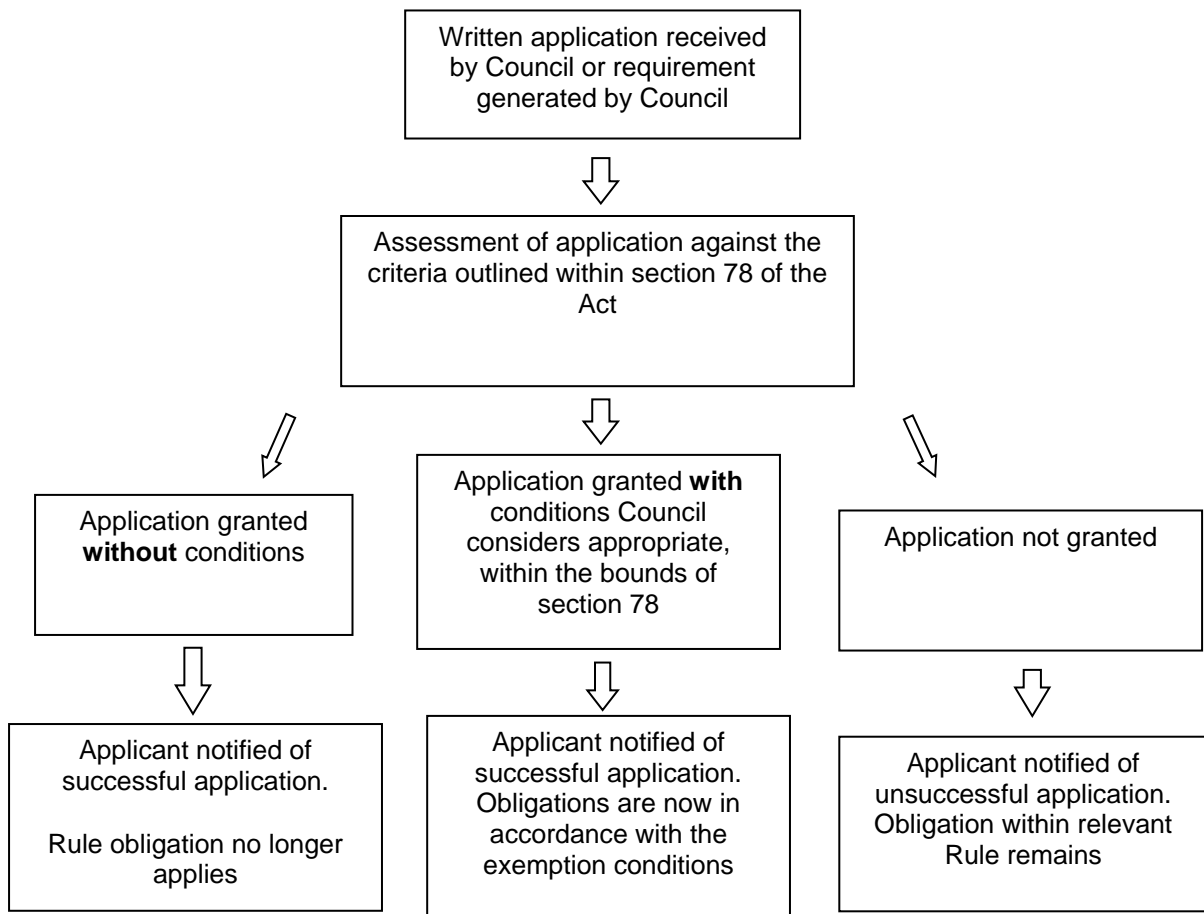 Written application received
by Council or requirement
generated by Council
Assessment of application against the
criteria outlined within section 78 of the
Act
Application granted
without conditions
Application granted with
conditions Council
considers appropriate,
within the bounds of
section 78
Application not granted
Applicant notified of
successful application.
Rule obligation no longer
applies
Applicant notified of
successful application.
Obligations are now in
accordance with the
exemption conditions
Applicant notified of
unsuccessful application.
Obligation within relevant
Rule remains